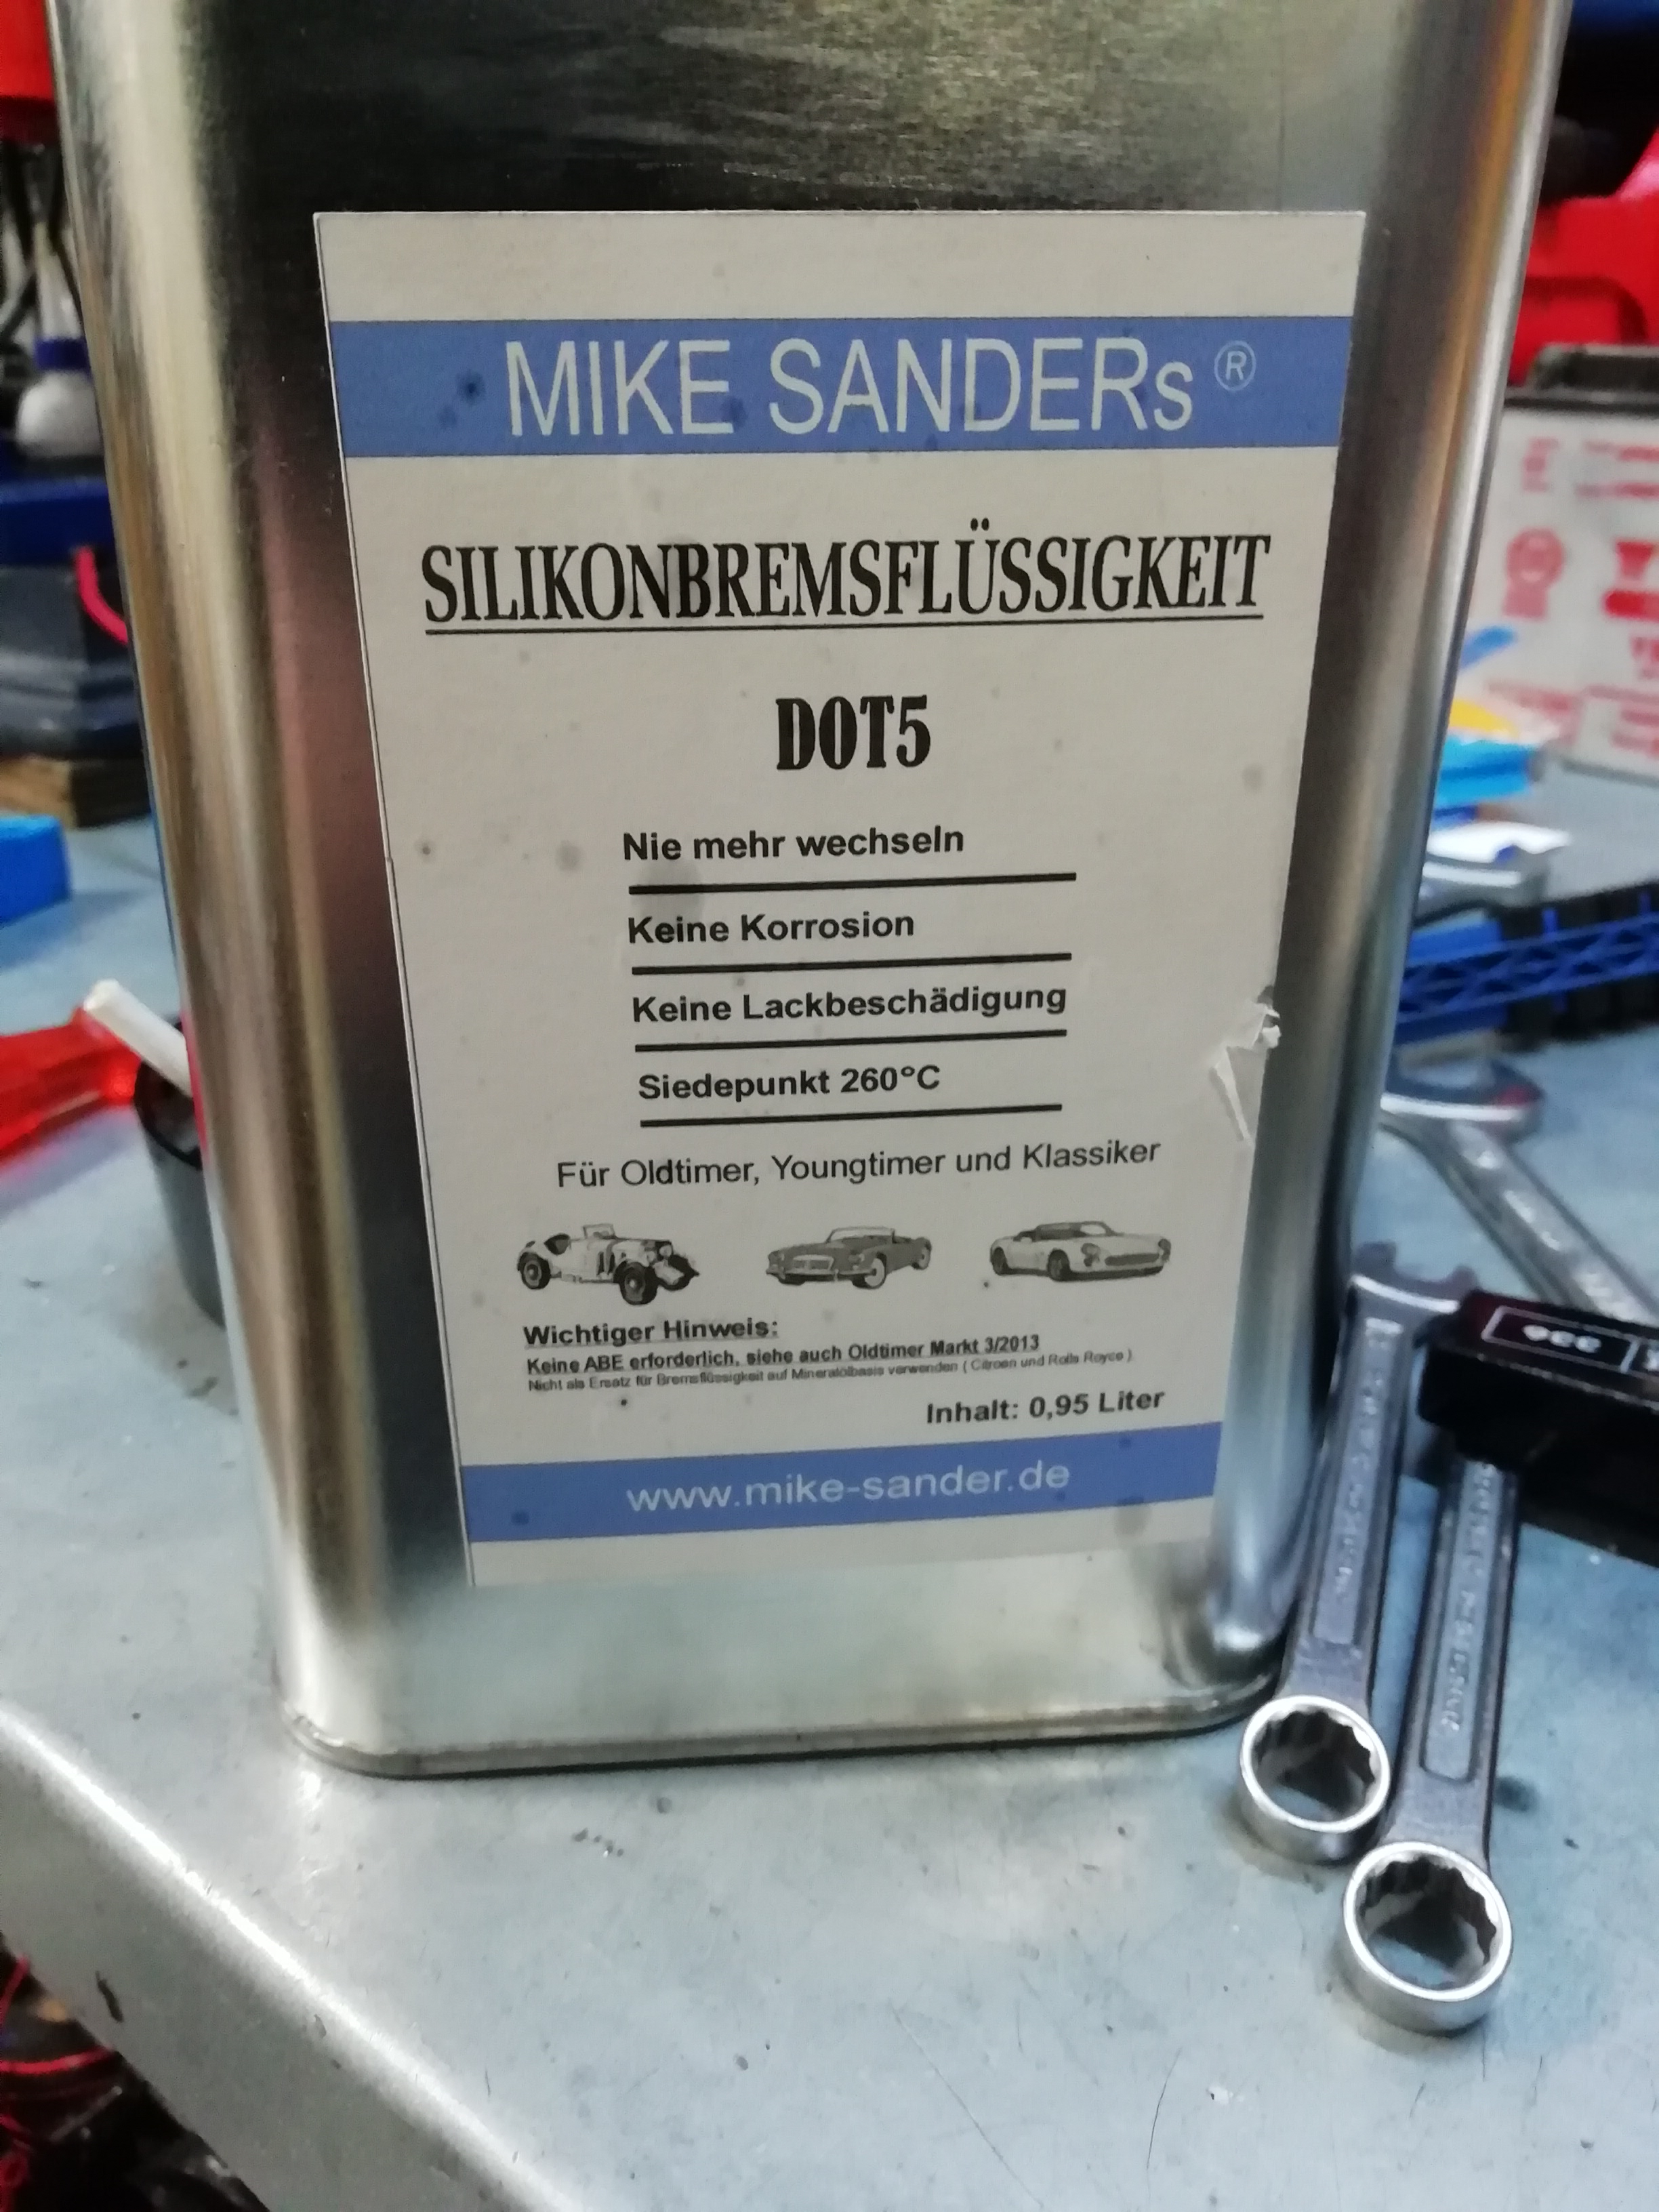 MIKE SANDERs ®
SILIKONBREMSFLÜSSIGKEIT
DOT5
Nie mehr wechseln
Keine Korrosion
Keine Lackbeschädigung
Siedepunkt 260°C
Für Oldtimer, Youngtimer und Klassiker
Wichtiger Hinweis:
Keine ABE erforderlich, siehe auch Oldtimer Markt 3/2013
Nicht als Ersatz für Bremsflüssigkeit auf Mineralölbasis verwenden ( Citroen und Rolls Royce )
Inhalt: 0,95 Liter
www.mike-sander.de